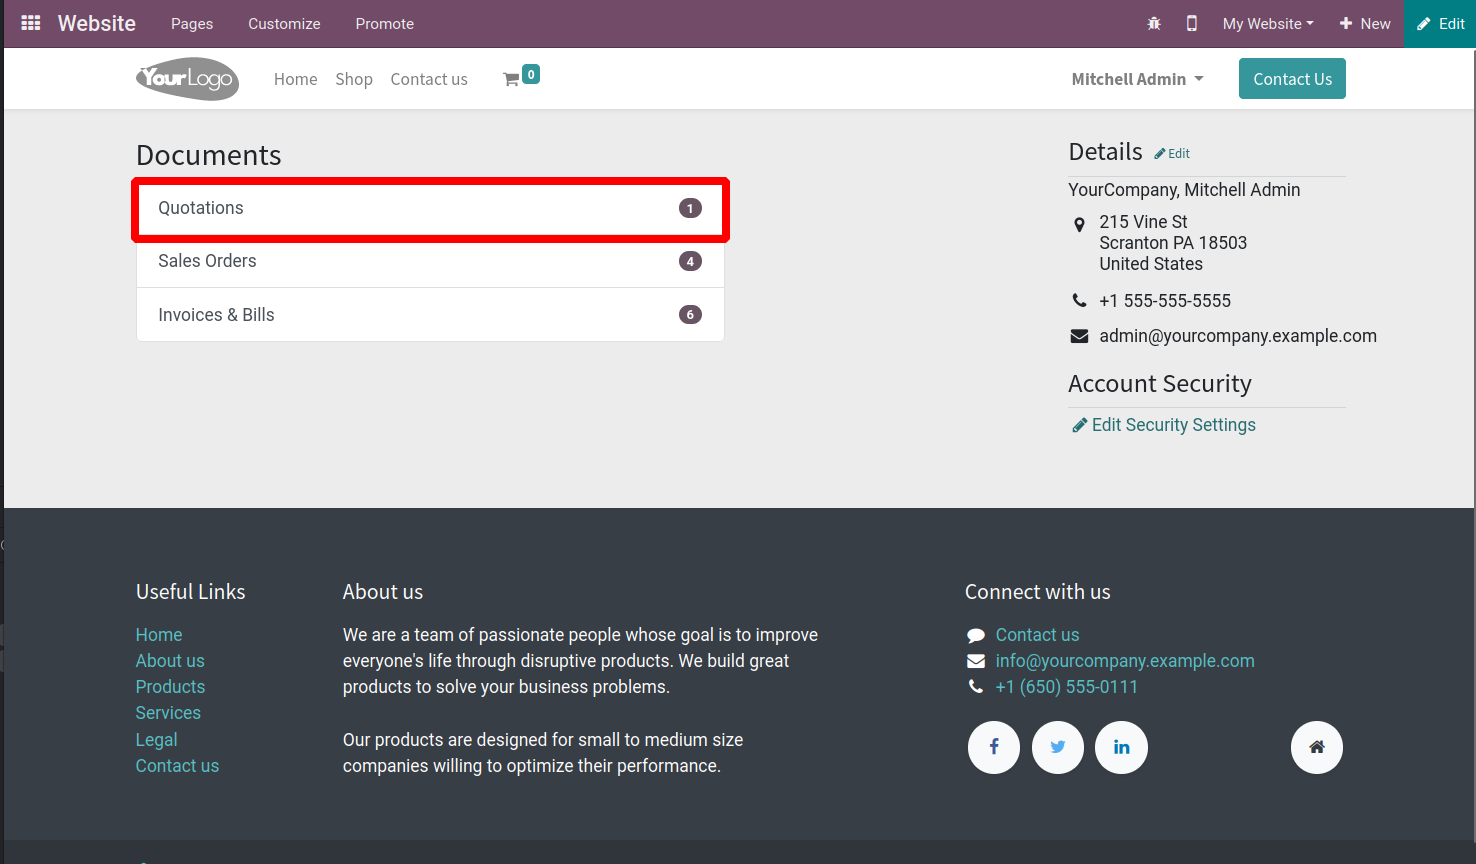 Website Pages Customize Promote My Website New Edit
YourLogo Home Shop Contact us 0 Mitchell Admin Contact Us
Documents
Quotations 1
Sales Orders 4
Invoices & Bills 6
Details Edit
YourCompany, Mitchell Admin
215 Vine St
Scranton PA 18503
United States
+1 555-555-5555
admin@yourcompany.example.com
Account Security
Edit Security Settings
Useful Links
Home
About us
Products
Services
Legal
Contact us
About us
We are a team of passionate people whose goal is to improve
everyone's life through disruptive products. We build great
products to solve your business problems.
Our products are designed for small to medium size
companies willing to optimize their performance.
Connect with us
Contact us
info@yourcompany.example.com
+1 (650) 555-0111